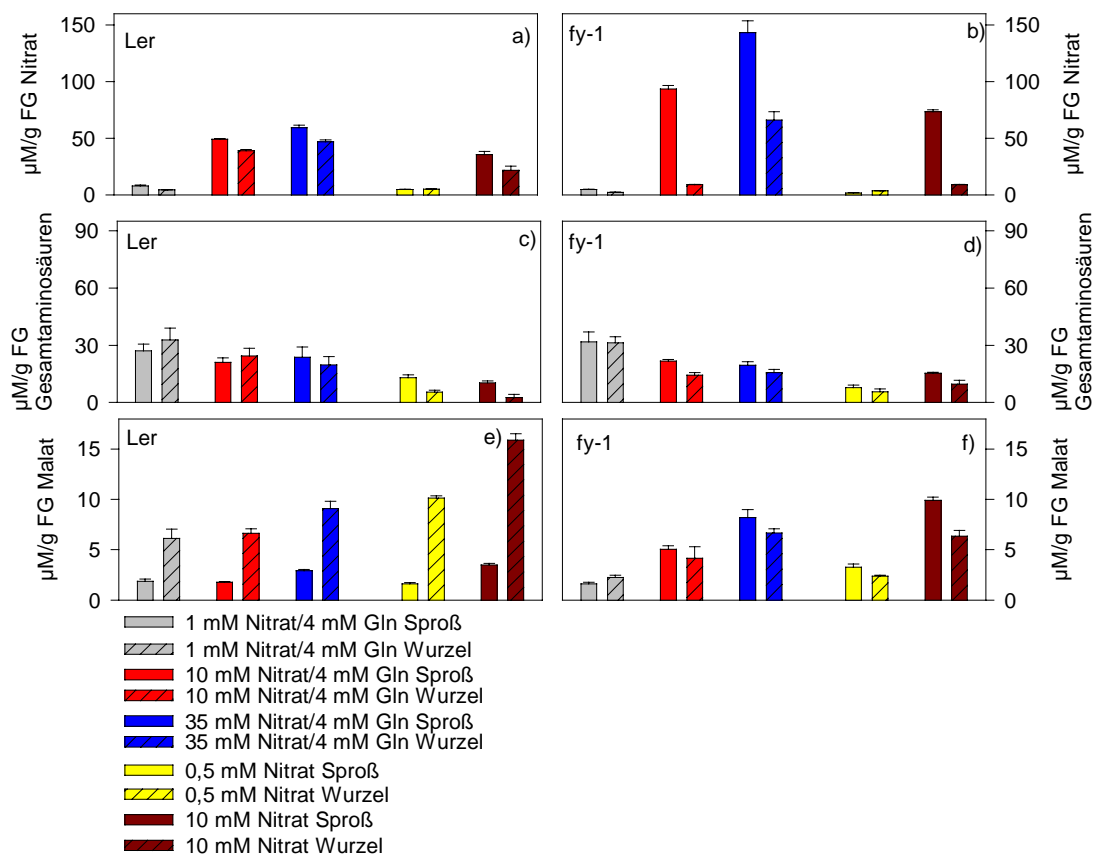 150
100
50
0
µM/g FG Nitrat
Ler
a)
fy-1
b)
150
100
50
0
µM/g FG Nitrat
90
60
30
0
µM/g FG
Gesamtaminosäuren
Ler
c)
fy-1
d)
90
60
30
0
µM/g FG
Gesamtaminosäuren
15
10
5
0
µM/g FG Malat
Ler
e)
fy-1
f)
15
10
5
0
µM/g FG Malat
1 mM Nitrat/4 mM Gln Sproß
1 mM Nitrat/4 mM Gln Wurzel
10 mM Nitrat/4 mM Gln Sproß
10 mM Nitrat/4 mM Gln Wurzel
35 mM Nitrat/4 mM Gln Sproß
35 mM Nitrat/4 mM Gln Wurzel
0,5 mM Nitrat Sproß
0,5 mM Nitrat Wurzel
10 mM Nitrat Sproß
10 mM Nitrat Wurzel